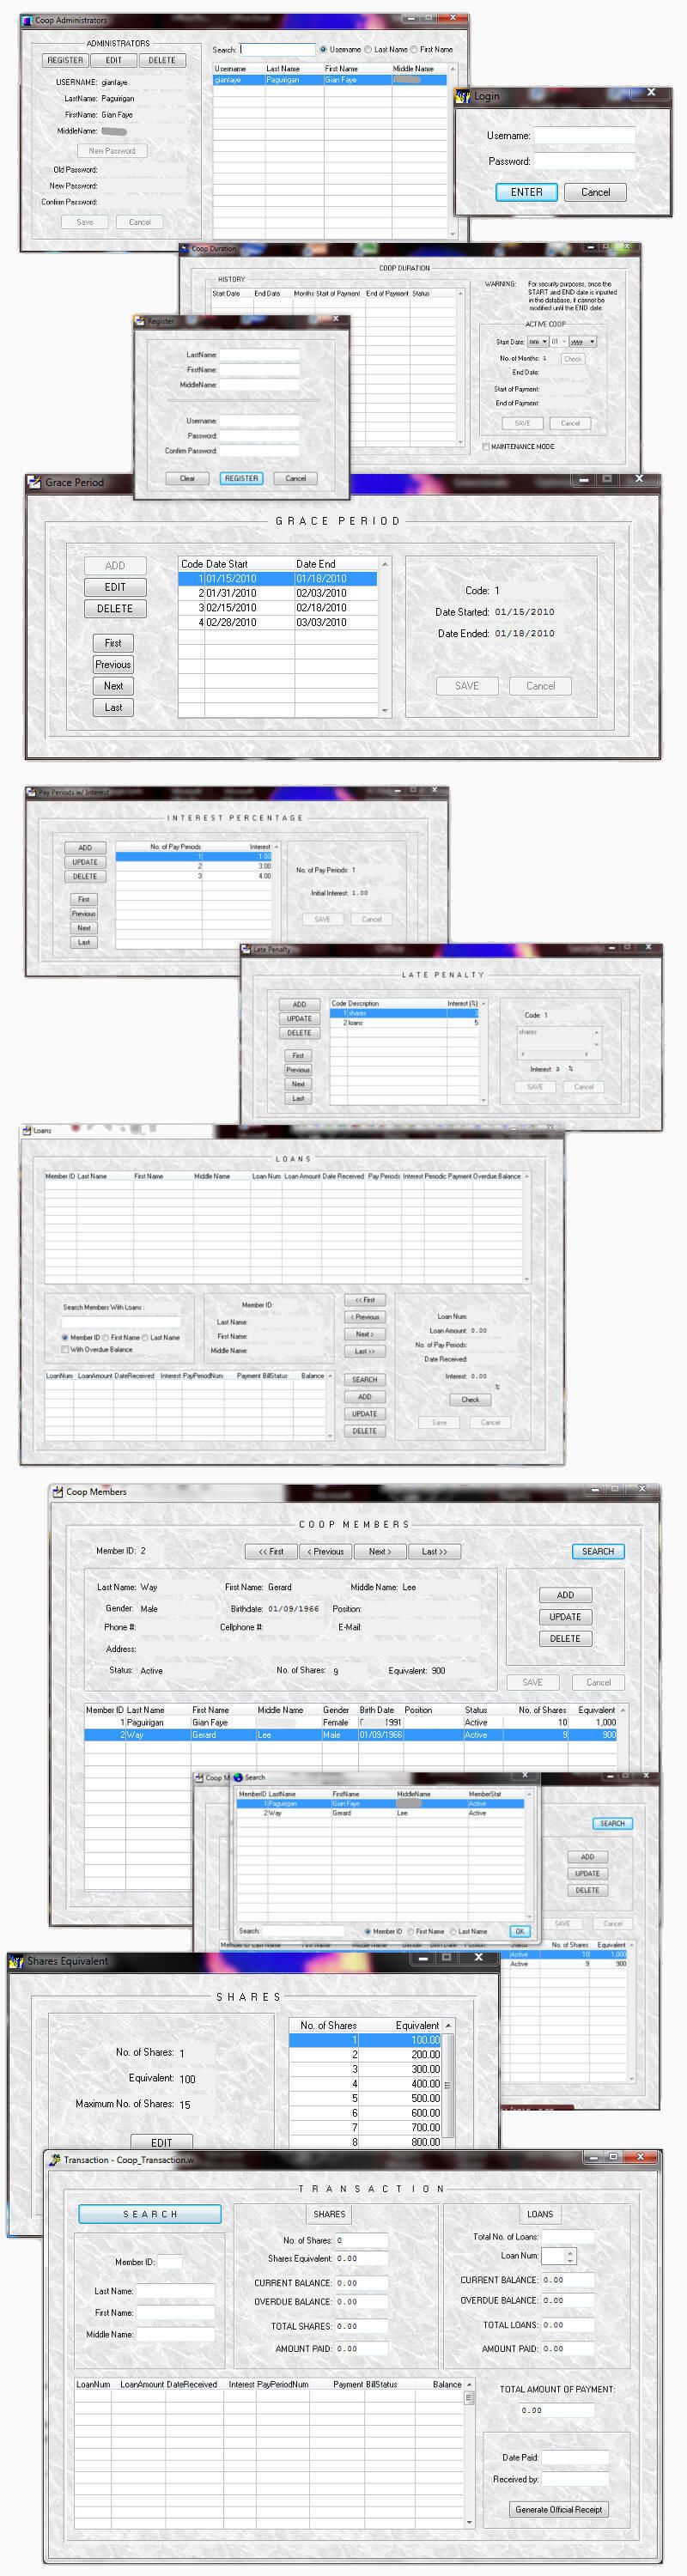 Coop Administrators
ADMINISTRATORS
REGISTER EDIT DELETE
USERNAME: gianfaye
LastName: Paguirigan
FirstName: Gian Faye
MiddleName:
New Password
Old Password:
New Password:
Confirm Password:
Save Cancel
Search: Username Last Name First Name
Username Last Name First Name Middle Name
gianfaye Paguirigan Gian Faye
Login
Username:
Password:
ENTER Cancel
Coop Duration
COOP DURATION
HISTORY
Start Date End Date Months Start of Payment End of Payment Status
WARNING: For security purposes, once the
START and END date is inputted
in the database, it cannot be
modified until the END date.
ACTIVE COOP
Start Date: mm 01 yyyy
No. of Months: 1 Check
End Date:
Start of Payment:
End of Payment:
SAVE Cancel
MAINTENANCE MODE
Register
LastName:
FirstName:
MiddleName:
Username:
Password:
Confirm Password:
Clear REGISTER Cancel
Grace Period
GRACE PERIOD
ADD
EDIT
DELETE
First
Previous
Next
Last
Code Date Start Date End
1 01/15/2010 01/18/2010
2 01/31/2010 02/03/2010
3 02/15/2010 02/18/2010
4 02/28/2010 03/03/2010
Code: 1
Date Started: 01/15/2010
Date Ended: 01/18/2010
SAVE Cancel
Pay Periods w/ Interest
INTEREST PERCENTAGE
ADD
UPDATE
DELETE
First
Previous
Next
Last
No. of Pay Periods Interest
1 1.00
2 3.00
3 4.00
No. of Pay Periods: 1
Initial Interest: 1.00
SAVE Cancel
Late Penalty
LATE PENALTY
ADD
UPDATE
DELETE
First
Previous
Next
Last
Code Description Interest (%)
1 shares 3
2 loans 5
Code: 1
shares
Interest: 3 %
SAVE Cancel
Loans
LOANS
Member ID Last Name First Name Middle Name Loan Num Loan Amount Date Received Pay Periods Interest Periodic Payment Overdue Balance
Search Members With Loans :
Member ID First Name Last Name
With Overdue Balance
Member ID:
Last Name:
First Name:
Middle Name:
<< First
< Previous
Next >
Last >>
SEARCH
ADD
UPDATE
DELETE
Loan Num:
Loan Amount: 0.00
No. of Pay Periods:
Date Received:
Interest: 0.00
%
Check
Save Cancel
LoanNum LoanAmount DateReceived Interest PayPeriodNum Payment BillStatus Balance
Coop Members
COOP MEMBERS
Member ID: 2 << First < Previous Next > Last >> SEARCH
Last Name: Way First Name: Gerard Middle Name: Lee
Gender: Male Birthdate: 01/09/1966 Position:
Phone #: Cellphone #: E-Mail:
Address:
Status: Active No. of Shares: 9 Equivalent: 900
ADD
UPDATE
DELETE
SAVE Cancel
Member ID Last Name First Name Middle Name Gender Birth Date Position Status No. of Shares Equivalent
1 Paguirigan Gian Faye Female 1991 Active 10 1,000
2 Way Gerard Lee Male 01/09/1966 Active 9 900
Coop M
Search
MemberID LastName FirstName MiddleName MemberStat
1 Paguirigan Gian Faye Active
2 Way Gerard Lee Active
Search: Member ID First Name Last Name OK
SEARCH
ADD
UPDATE
DELETE
SAVE Cancel
Member ID Last Name First Name Middle Name Gender Birth Date Position Status No. of Shares Equivalent
Active 10 1,000
Active 9 900
Shares Equivalent
SHARES
No. of Shares: 1
Equivalent: 100
Maximum No. of Shares: 15
EDIT
No. of Shares Equivalent
1 100.00
2 200.00
3 300.00
4 400.00
5 500.00
6 600.00
7 700.00
8 800.00
Transaction - Coop_Transaction.w
TRANSACTION
SEARCH
Member ID:
Last Name:
First Name:
Middle Name:
SHARES
No. of Shares: 0
Shares Equivalent: 0.00
CURRENT BALANCE: 0.00
OVERDUE BALANCE: 0.00
TOTAL SHARES: 0.00
AMOUNT PAID: 0.00
LOANS
Total No. of Loans:
Loan Num:
CURRENT BALANCE: 0.00
OVERDUE BALANCE: 0.00
TOTAL LOANS: 0.00
AMOUNT PAID: 0.00
LoanNum LoanAmount DateReceived Interest PayPeriodNum Payment BillStatus Balance
TOTAL AMOUNT OF PAYMENT:
0.00
Date Paid:
Received by:
Generate Official Receipt